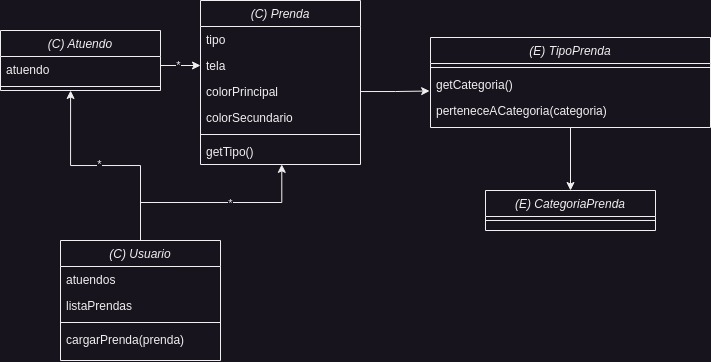 (C) Prenda
tipo
tela
colorPrincipal
colorSecundario
getTipo()
(C) Atuendo
atuendo
*
(E) TipoPrenda
getCategoria()
perteneceACategoria(categoria)
*
*
(E) CategoriaPrenda
(C) Usuario
atuendos
listaPrendas
cargarPrenda(prenda)